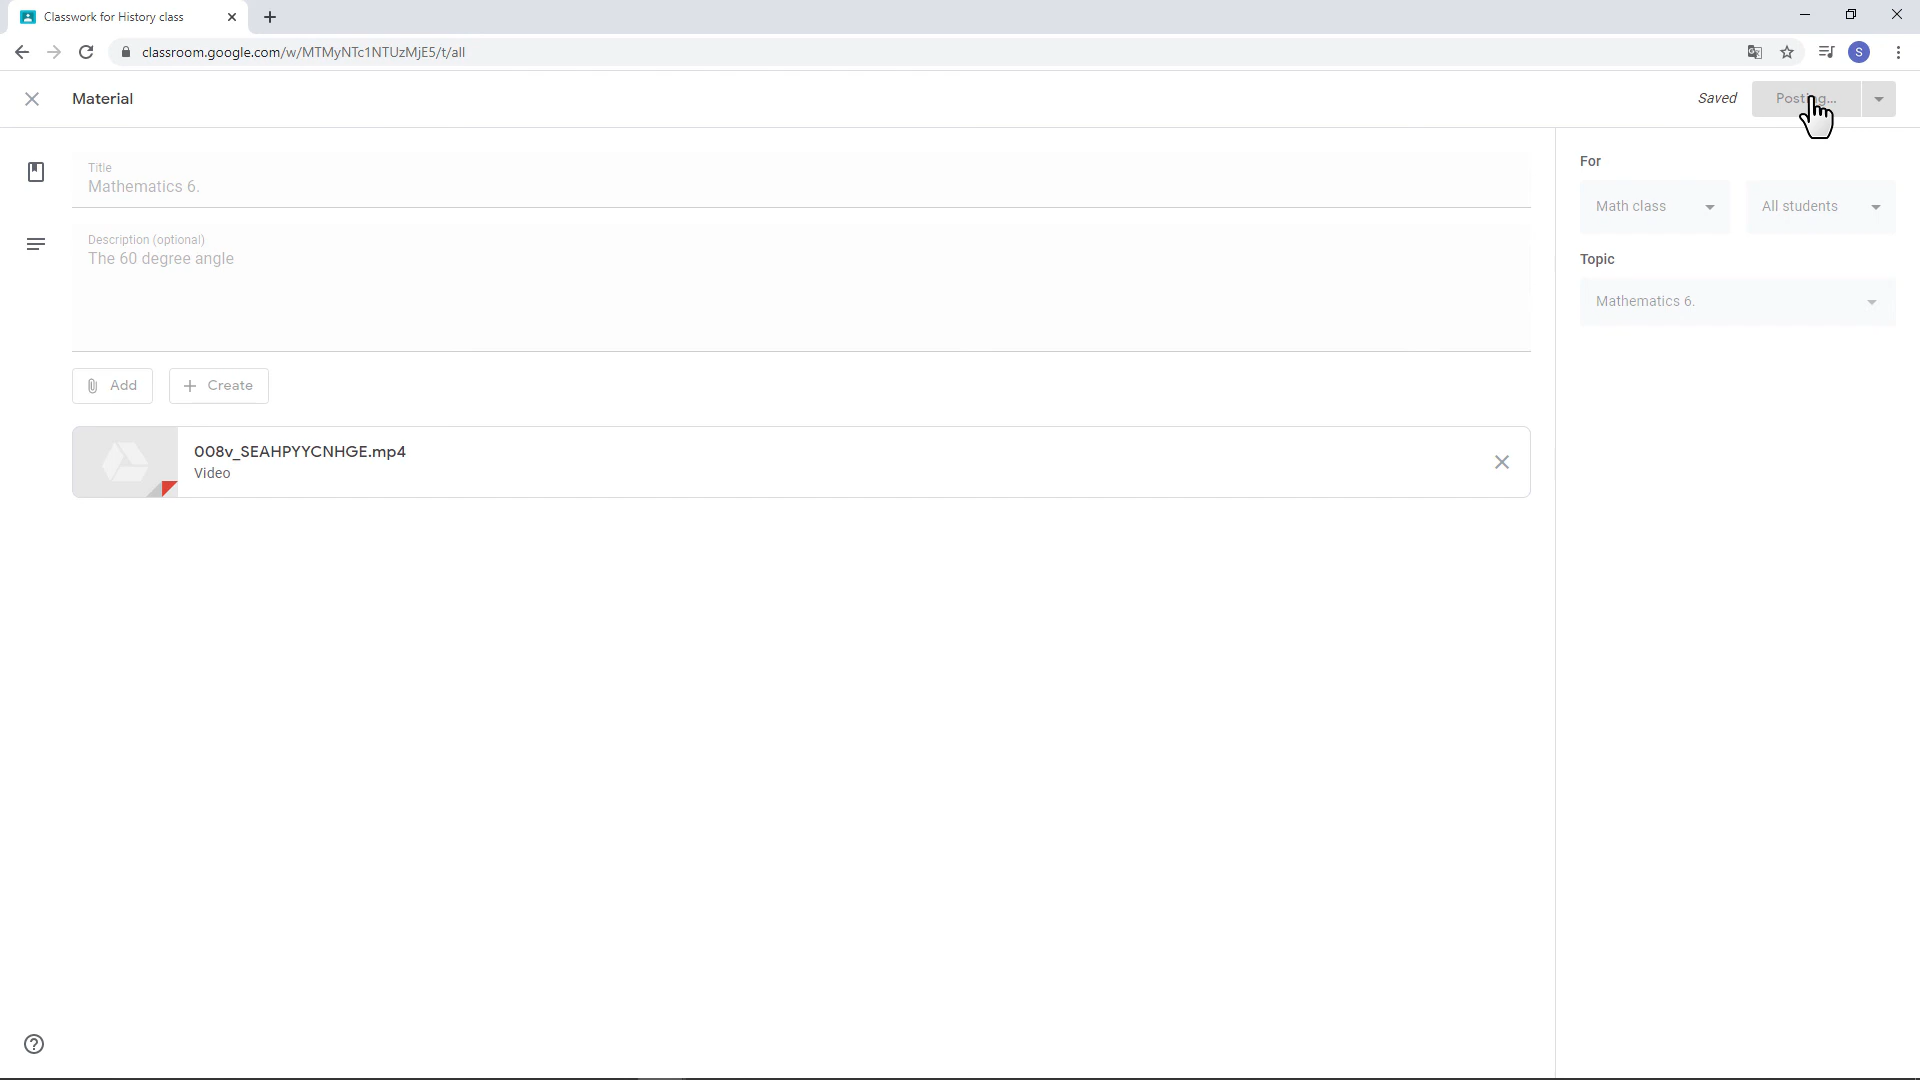 Classwork for History class
classroom.google.com/w/MTMyNTc1NTUzMjE5/t/all
S
Material
Saved
Posting...
Title
Mathematics 6.
Description (optional)
The 60 degree angle
Add
Create
008v_SEAHPYYCNHGE.mp4
Video
For
Math class
All students
Topic
Mathematics 6.